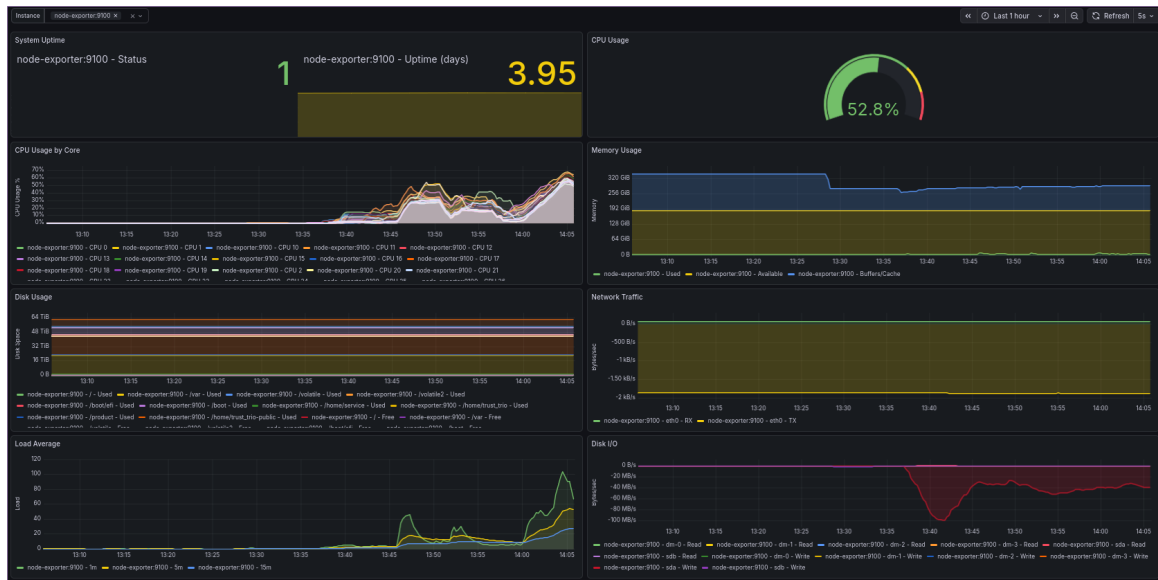 Instance node-exporter:9100 × × Last 1 hour Refresh 5s
System Uptime
node-exporter:9100 - Status
1
node-exporter:9100 - Uptime (days)
3.95
CPU Usage
52.8%
CPU Usage by Core
CPU Usage %
70%
60%
50%
40%
30%
20%
10%
0%
13:10 13:15 13:20 13:25 13:30 13:35 13:40 13:45 13:50 13:55 14:00 14:05
node-exporter:9100 - CPU 0 node-exporter:9100 - CPU 1 node-exporter:9100 - CPU 10 node-exporter:9100 - CPU 11 node-exporter:9100 - CPU 12
node-exporter:9100 - CPU 13 node-exporter:9100 - CPU 14 node-exporter:9100 - CPU 15 node-exporter:9100 - CPU 16 node-exporter:9100 - CPU 17
node-exporter:9100 - CPU 18 node-exporter:9100 - CPU 19 node-exporter:9100 - CPU 2 node-exporter:9100 - CPU 20 node-exporter:9100 - CPU 21
Memory Usage
Memory
320 GiB
256 GiB
192 GiB
128 GiB
64 GiB
0 B
13:10 13:15 13:20 13:25 13:30 13:35 13:40 13:45 13:50 13:55 14:00 14:05
node-exporter:9100 - Used node-exporter:9100 - Available node-exporter:9100 - Buffers/Cache
Disk Usage
Disk Space
64 TiB
48 TiB
32 TiB
16 TiB
0 B
13:10 13:15 13:20 13:25 13:30 13:35 13:40 13:45 13:50 13:55 14:00 14:05
node-exporter:9100 - / - Used node-exporter:9100 - /var - Used node-exporter:9100 - /volatile - Used node-exporter:9100 - /volatile2 - Used
node-exporter:9100 - /boot/efi - Used node-exporter:9100 - /boot - Used node-exporter:9100 - /home/service - Used node-exporter:9100 - /home/trust_trio - Used
node-exporter:9100 - /product - Used node-exporter:9100 - /home/trust_trio-public - Used node-exporter:9100 - / - Free node-exporter:9100 - /var - Free
Network Traffic
Bytes/sec
0 B/s
-500 B/s
-1 kB/s
-1.50 kB/s
-2 kB/s
13:10 13:15 13:20 13:25 13:30 13:35 13:40 13:45 13:50 13:55 14:00 14:05
node-exporter:9100 - eth0 - RX node-exporter:9100 - eth0 - TX
Load Average
Load
120
100
80
60
40
20
0
13:10 13:15 13:20 13:25 13:30 13:35 13:40 13:45 13:50 13:55 14:00 14:05
node-exporter:9100 - 1m node-exporter:9100 - 5m node-exporter:9100 - 15m
Disk I/O
Bytes/sec
0 B/s
-20 MB/s
-40 MB/s
-60 MB/s
-80 MB/s
-100 MB/s
13:10 13:15 13:20 13:25 13:30 13:35 13:40 13:45 13:50 13:55 14:00 14:05
node-exporter:9100 - dm-0 - Read node-exporter:9100 - dm-1 - Read node-exporter:9100 - dm-2 - Read node-exporter:9100 - dm-3 - Read node-exporter:9100 - sda - Read
node-exporter:9100 - sdb - Read node-exporter:9100 - dm-0 - Write node-exporter:9100 - dm-1 - Write node-exporter:9100 - dm-2 - Write node-exporter:9100 - dm-3 - Write
node-exporter:9100 - sda - Write node-exporter:9100 - sdb - Write